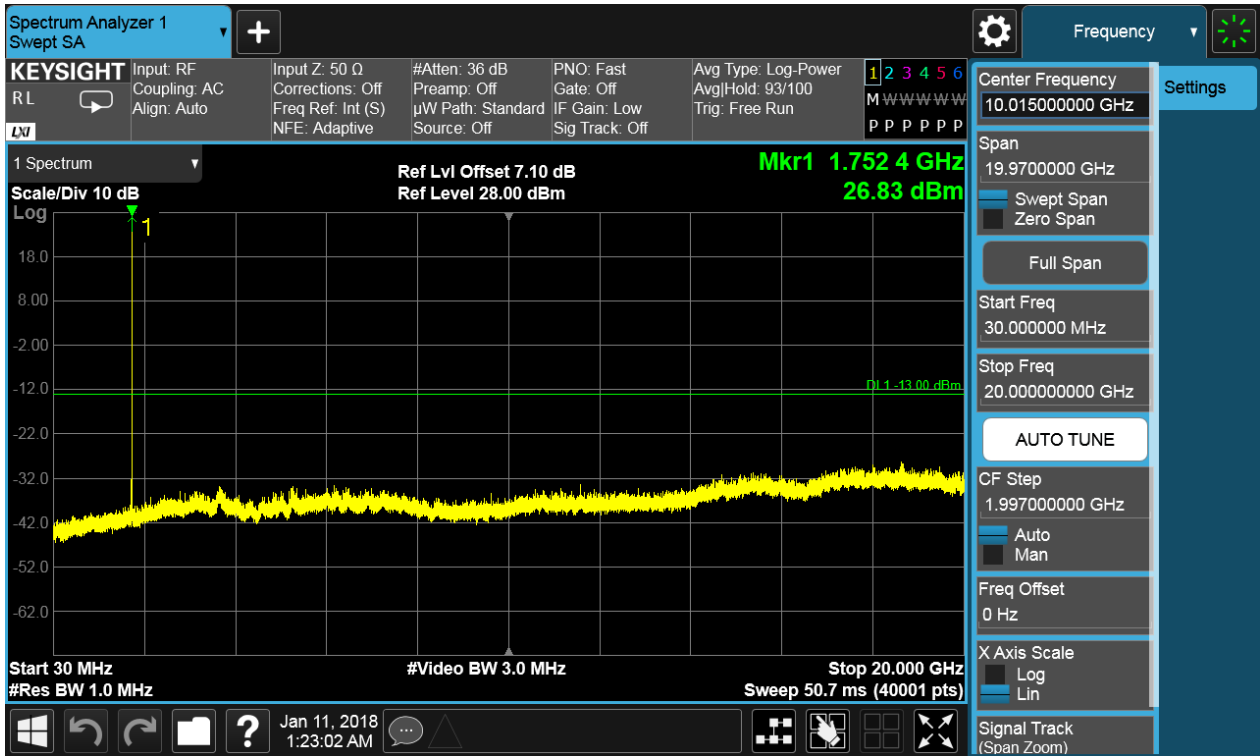 Spectrum Analyzer 1
Swept SA
Frequency
KEYSIGHT
R L
LXI
Input: RF
Coupling: AC
Align: Auto
Input Z: 50 Ω
Corrections: Off
Freq Ref: Int (S)
NFE: Adaptive
#Atten: 36 dB
Preamp: Off
µW Path: Standard
Source: Off
PNO: Fast
Gate: Off
IF Gain: Low
Sig Track: Off
Avg Type: Log-Power
Avg|Hold: 93/100
Trig: Free Run
1 2 3 4 5 6
M W W W W W
P P P P P P
1 Spectrum
Scale/Div 10 dB
Log
Ref Lvl Offset 7.10 dB
Ref Level 28.00 dBm
Mkr1 1.752 4 GHz
26.83 dBm
1
18.0
8.00
-2.00
-12.0
-22.0
-32.0
-42.0
-52.0
-62.0
DL1 -13.00 dBm
Start 30 MHz
#Res BW 1.0 MHz
#Video BW 3.0 MHz
Stop 20.000 GHz
Sweep 50.7 ms (40001 pts)
Center Frequency
10.015000000 GHz
Span
19.9700000 GHz
Swept Span
Zero Span
Full Span
Start Freq
30.000000 MHz
Stop Freq
20.000000000 GHz
AUTO TUNE
CF Step
1.997000000 GHz
Auto
Man
Freq Offset
0 Hz
X Axis Scale
Log
Lin
Signal Track
(Span Zoom)
Settings
?
Jan 11, 2018
1:23:02 AM